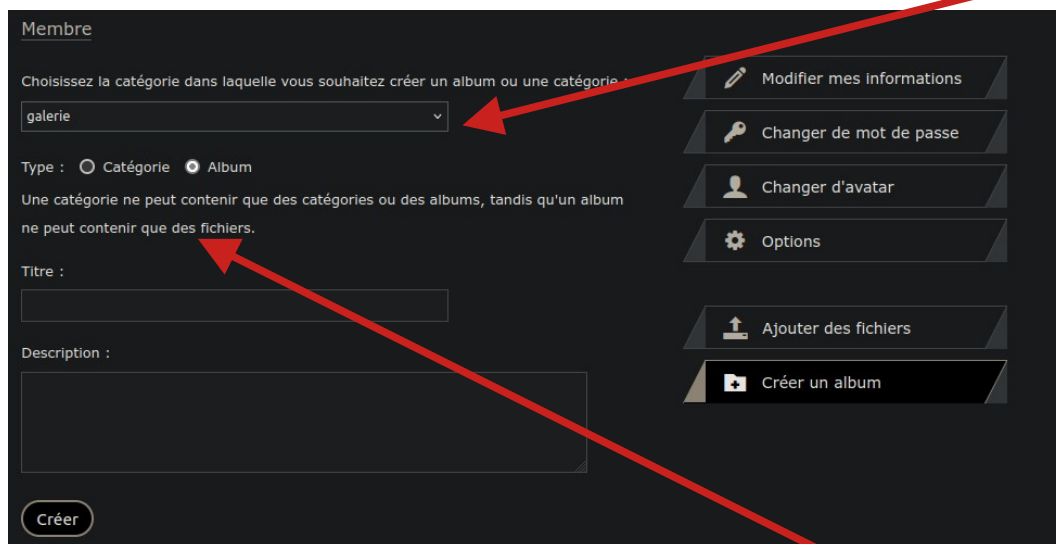 Membre
Choisissez la catégorie dans laquelle vous souhaitez créer un album ou une catégorie :
galerie
Type : Catégorie Album
Une catégorie ne peut contenir que des catégories ou des albums, tandis qu'un album
ne peut contenir que des fichiers.
Titre :
Description :
Créer
Modifier mes informations
Changer de mot de passe
Changer d'avatar
Options
Ajouter des fichiers
Créer un album